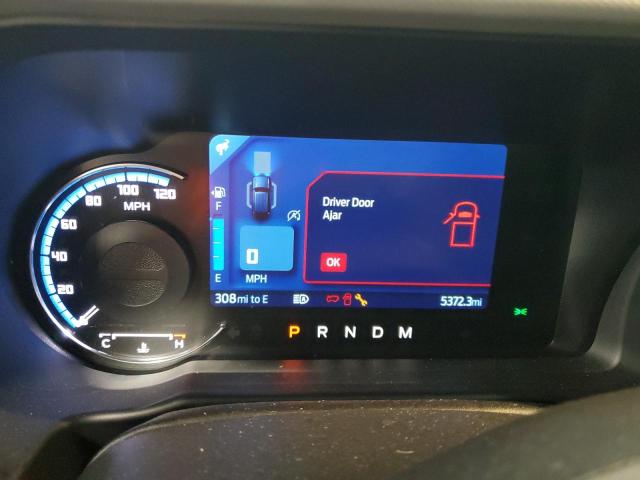 120
100
80
MPH
60
40
20
C H
F
E
0
MPH
Driver Door
Ajar
OK
308mi to E
5372.3mi
P R N D M